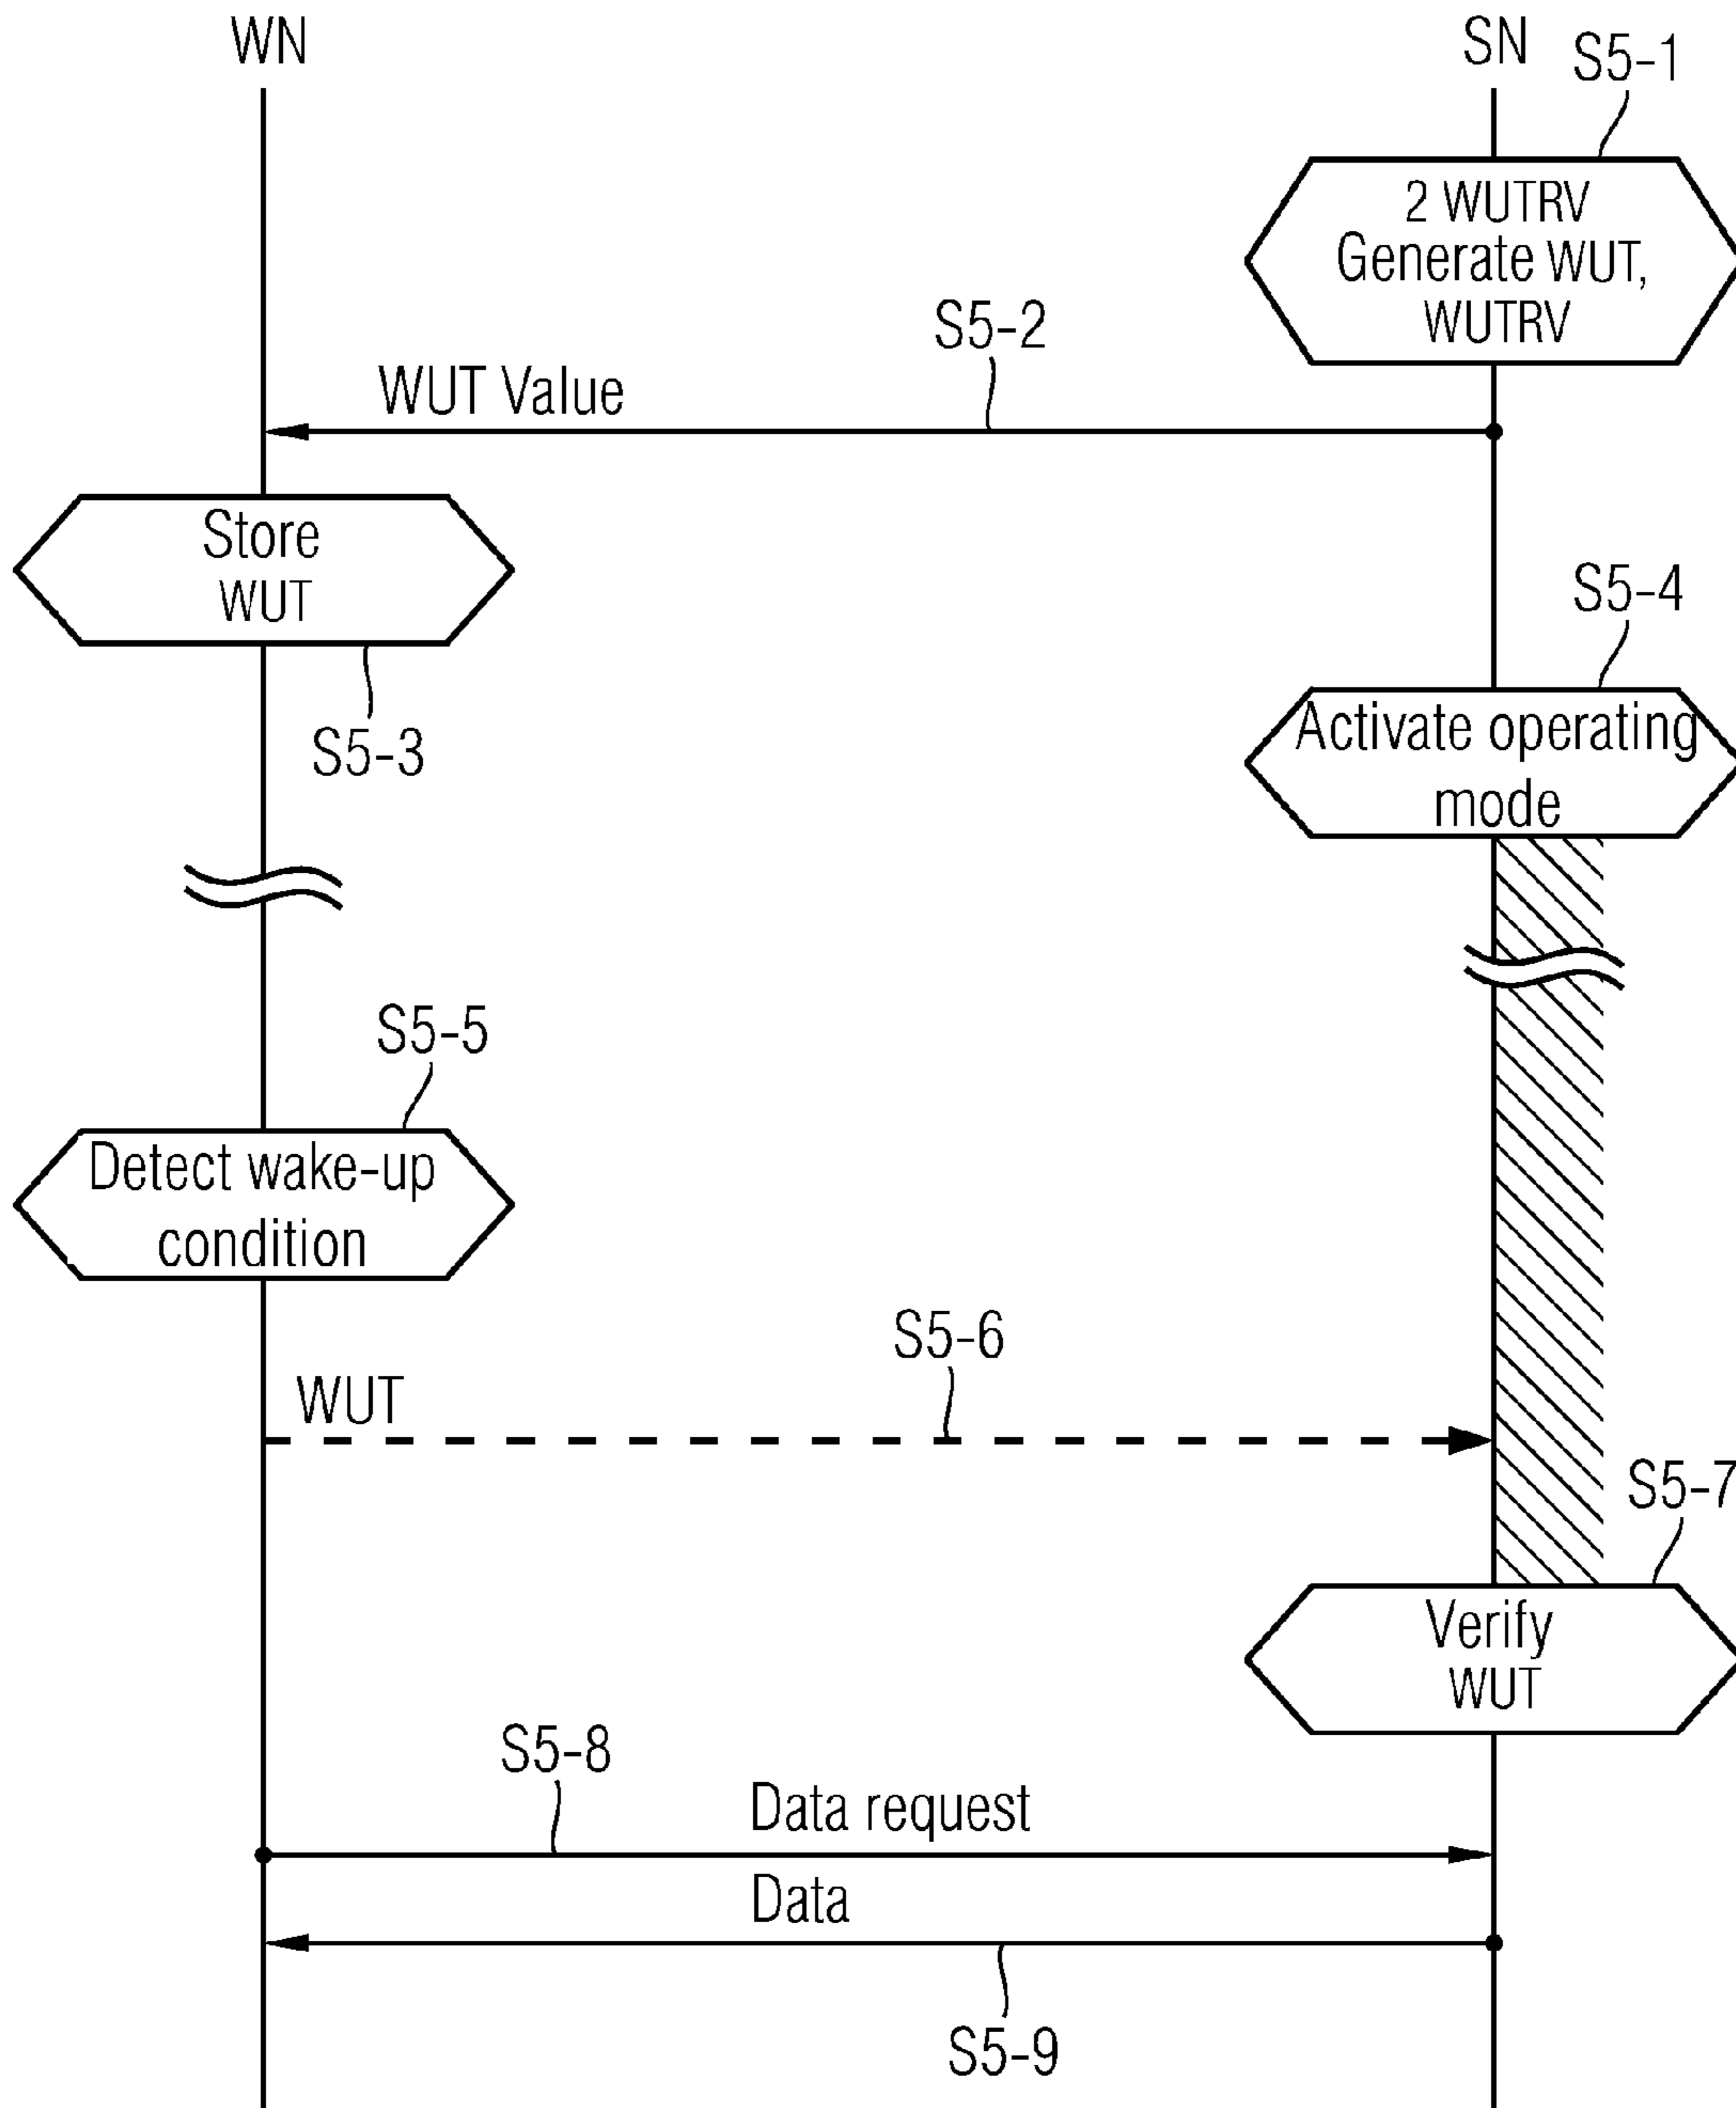 WN
SN
S5-1
2 WUTRV
Generate WUT,
WUTRV
S5-2
WUT Value
Store
WUT
S5-3
S5-4
Activate operating
mode
S5-5
Detect wake-up
condition
S5-6
WUT
S5-7
Verify
WUT
S5-8
Data request
Data
S5-9